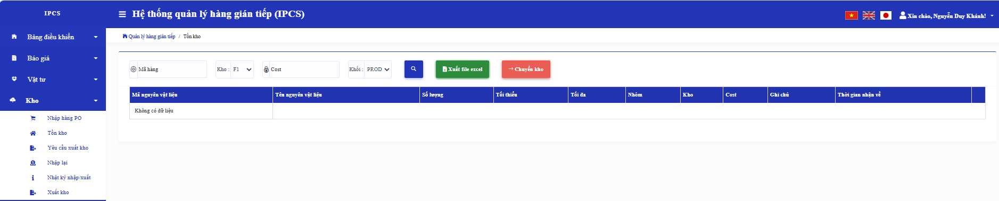 IPCS
Hệ thống quản lý hàng gián tiếp (IPCS)
Xin chào, Nguyễn Duy Khánh!
Bảng điều khiển
Báo giá
Vật tư
Kho
Nhập hàng PO
Tồn kho
Yêu cầu xuất kho
Nhập lại
Nhật ký nhập/xuất
Xuất kho
Quản lý hàng gián tiếp / Tồn kho
Mã hàng Kho : F1 Cost Khối : PROD Xuất file excel → Chuyển kho
Mã nguyên vật liệu Tên nguyên vật liệu Số lượng Tối thiểu Tối đa Nhóm Kho Cost Ghi chú Thời gian nhận về
Không có dữ liệu